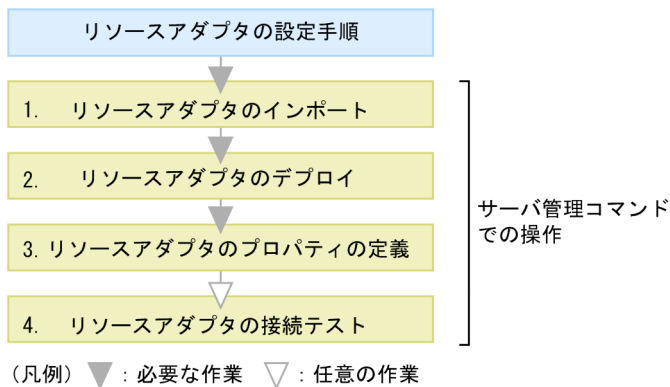 リソースアダプタの設定手順
1. リソースアダプタのインポート
2. リソースアダプタのデプロイ
3. リソースアダプタのプロパティの定義
4. リソースアダプタの接続テスト
サーバ管理コマンド
での操作
（凡例） ▼ : 必要な作業 ▽ : 任意の作業